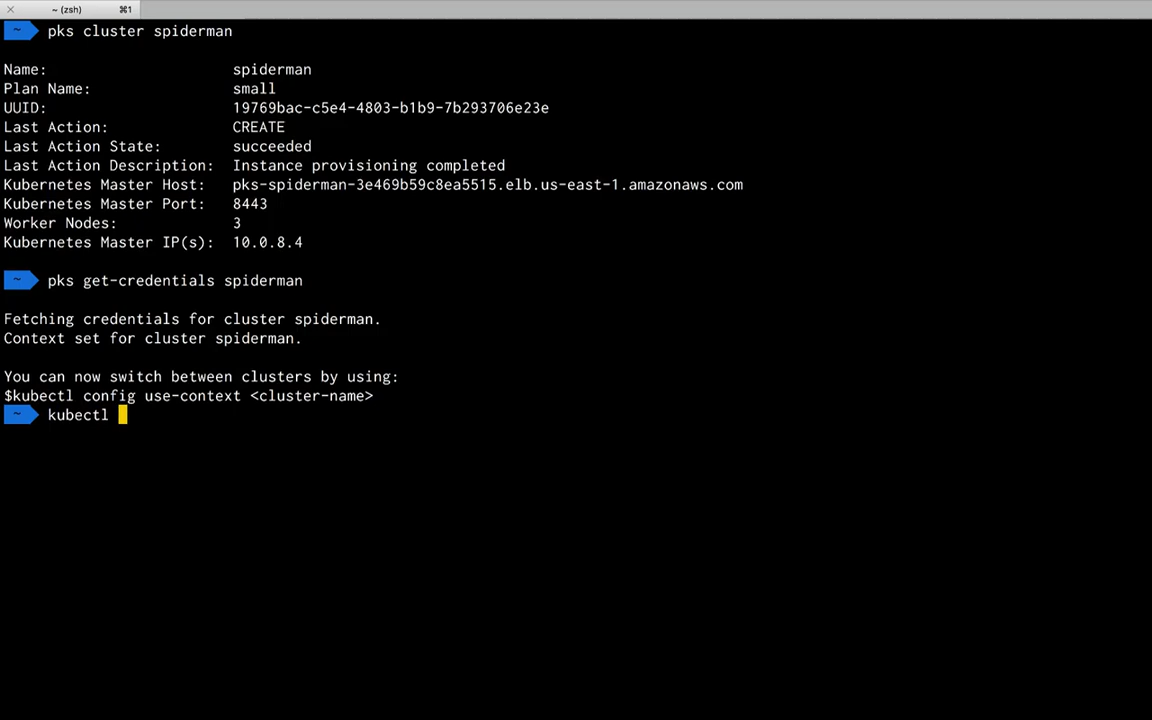 ~ (zsh) ⌘1
~ pks cluster spiderman
Name: spiderman
Plan Name: small
UUID: 19769bac-c5e4-4803-b1b9-7b293706e23e
Last Action: CREATE
Last Action State: succeeded
Last Action Description: Instance provisioning completed
Kubernetes Master Host: pks-spiderman-3e469b59c8ea5515.elb.us-east-1.amazonaws.com
Kubernetes Master Port: 8443
Worker Nodes: 3
Kubernetes Master IP(s): 10.0.8.4
~ pks get-credentials spiderman
Fetching credentials for cluster spiderman.
Context set for cluster spiderman.
You can now switch between clusters by using:
$kubectl config use-context <cluster-name>
~ kubectl